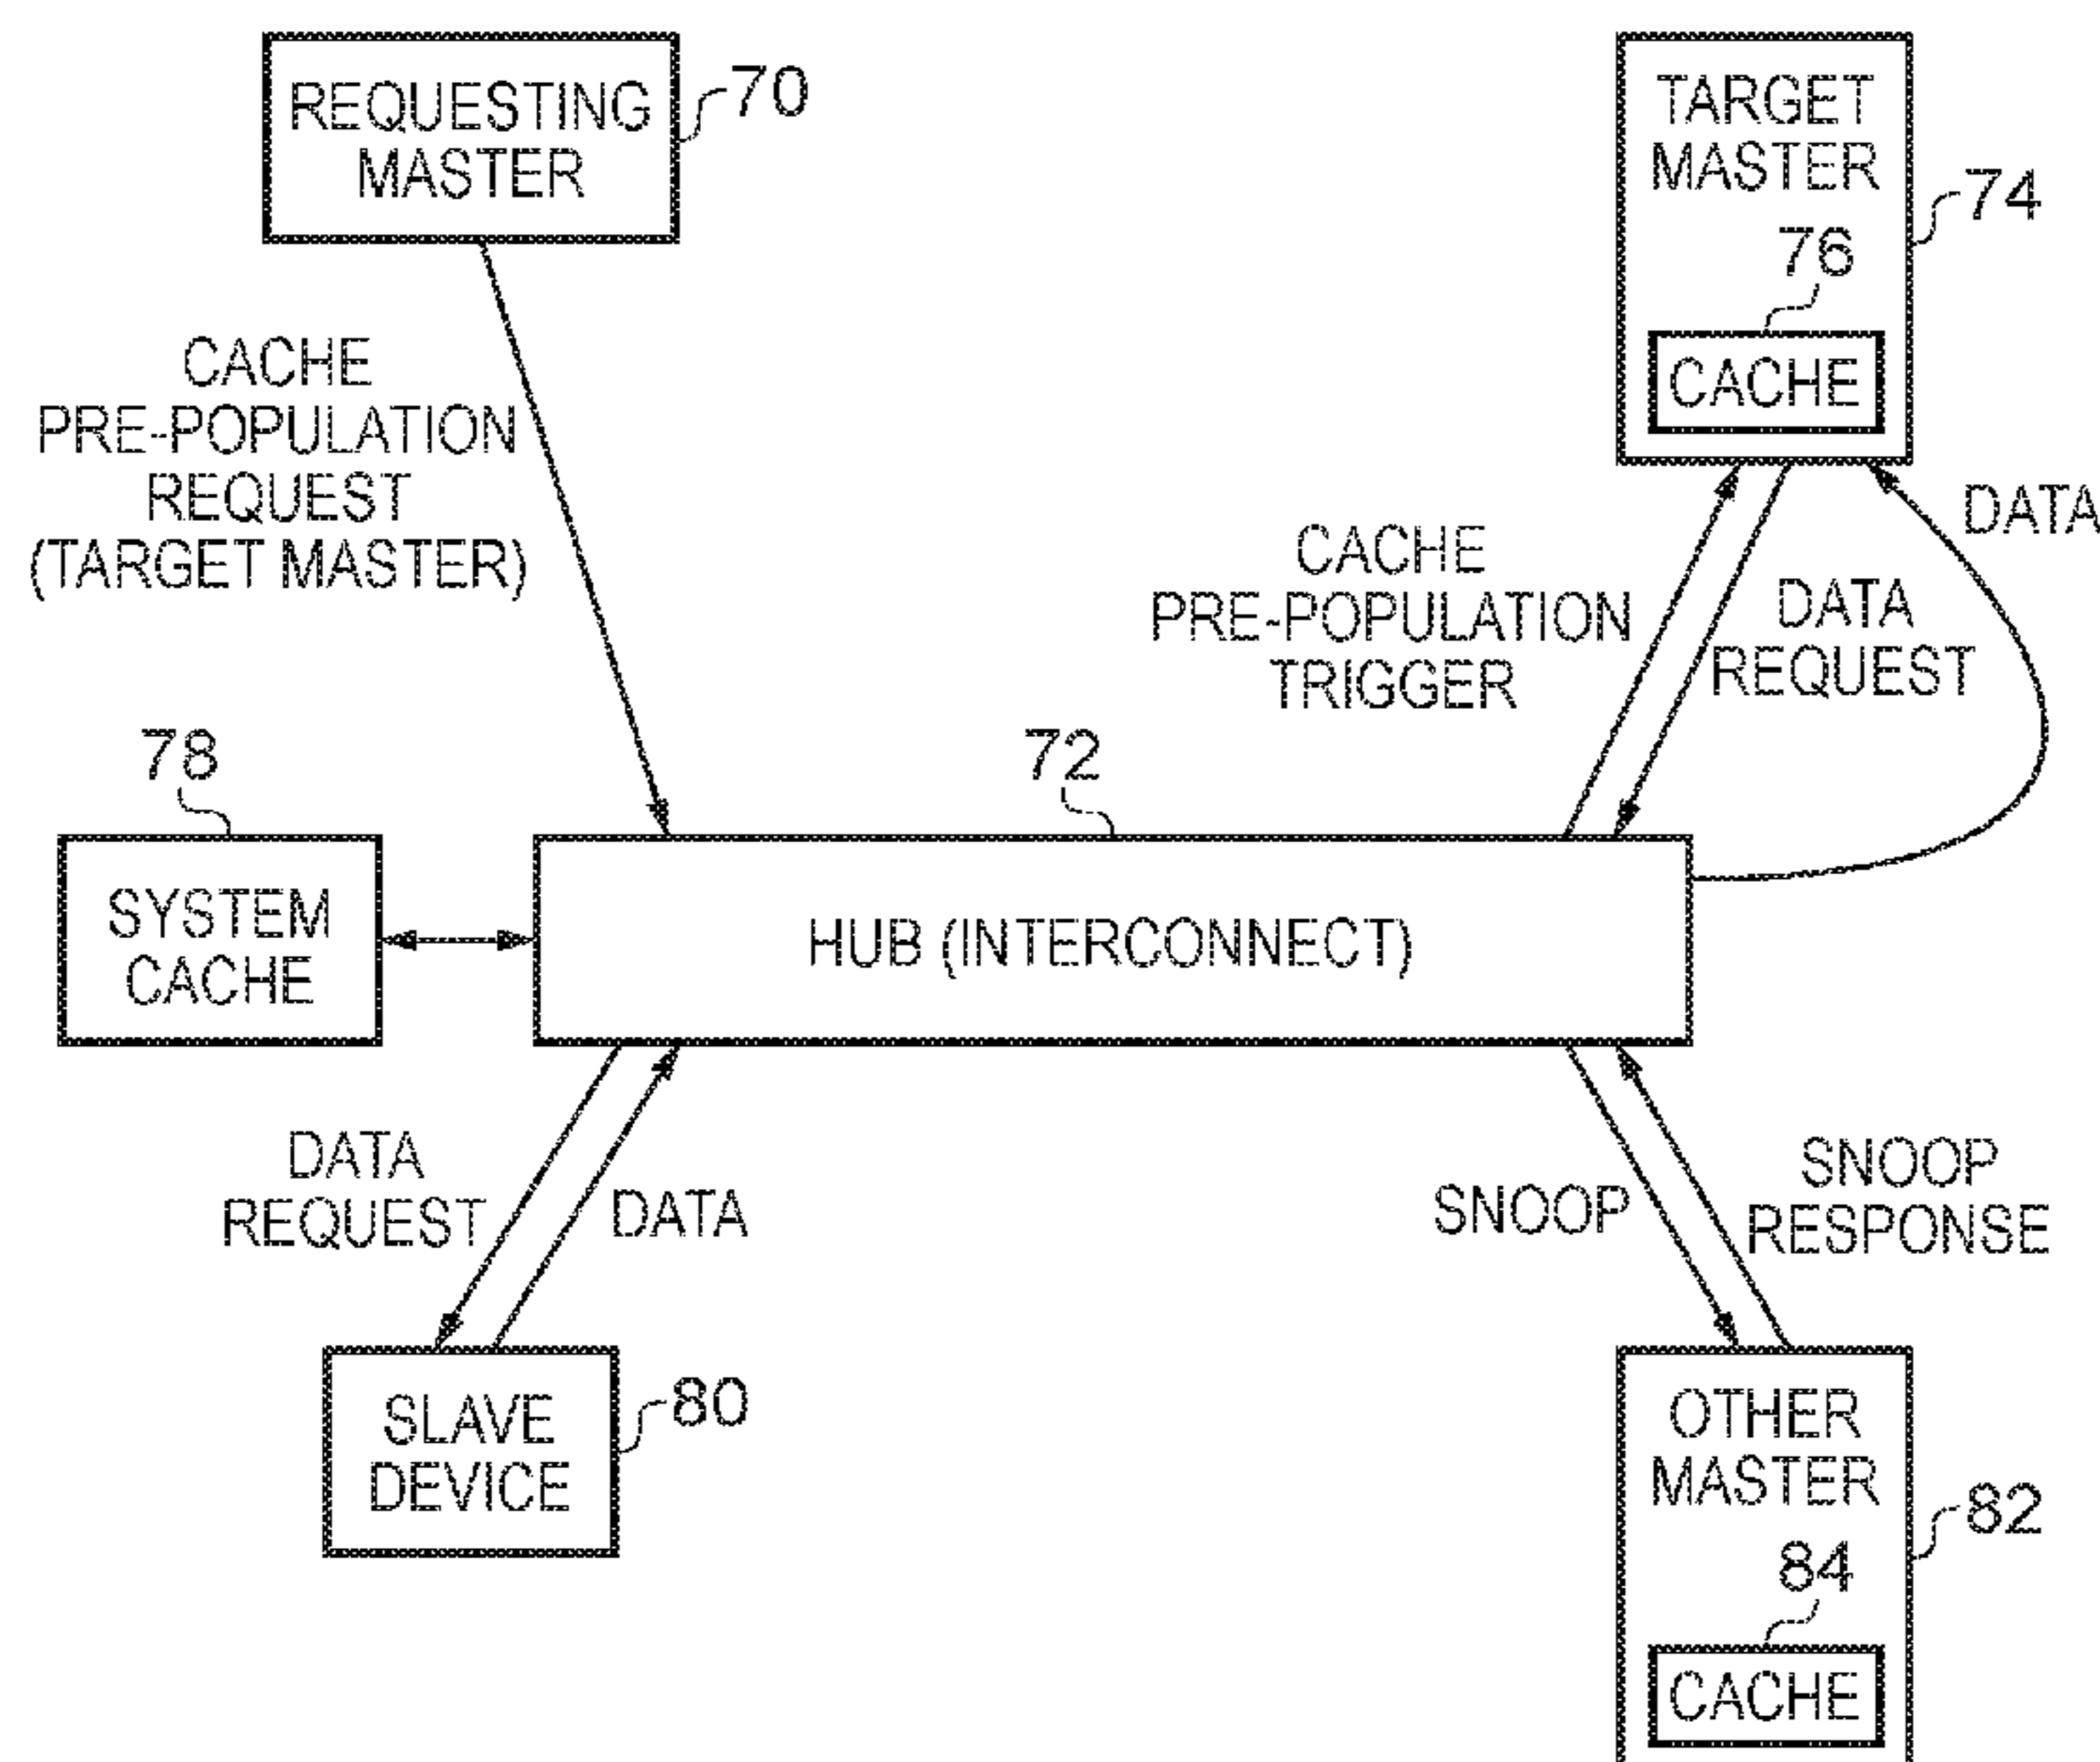 REQUESTING
MASTER
70
TARGET
MASTER
74
76
CACHE
CACHE
PRE-POPULATION
REQUEST
(TARGET MASTER)
CACHE
PRE-POPULATION
TRIGGER
DATA
REQUEST
DATA
78
SYSTEM
CACHE
72
HUB (INTERCONNECT)
DATA
REQUEST
DATA
SNOOP
SNOOP
RESPONSE
SLAVE
DEVICE
80
OTHER
MASTER
82
84
CACHE